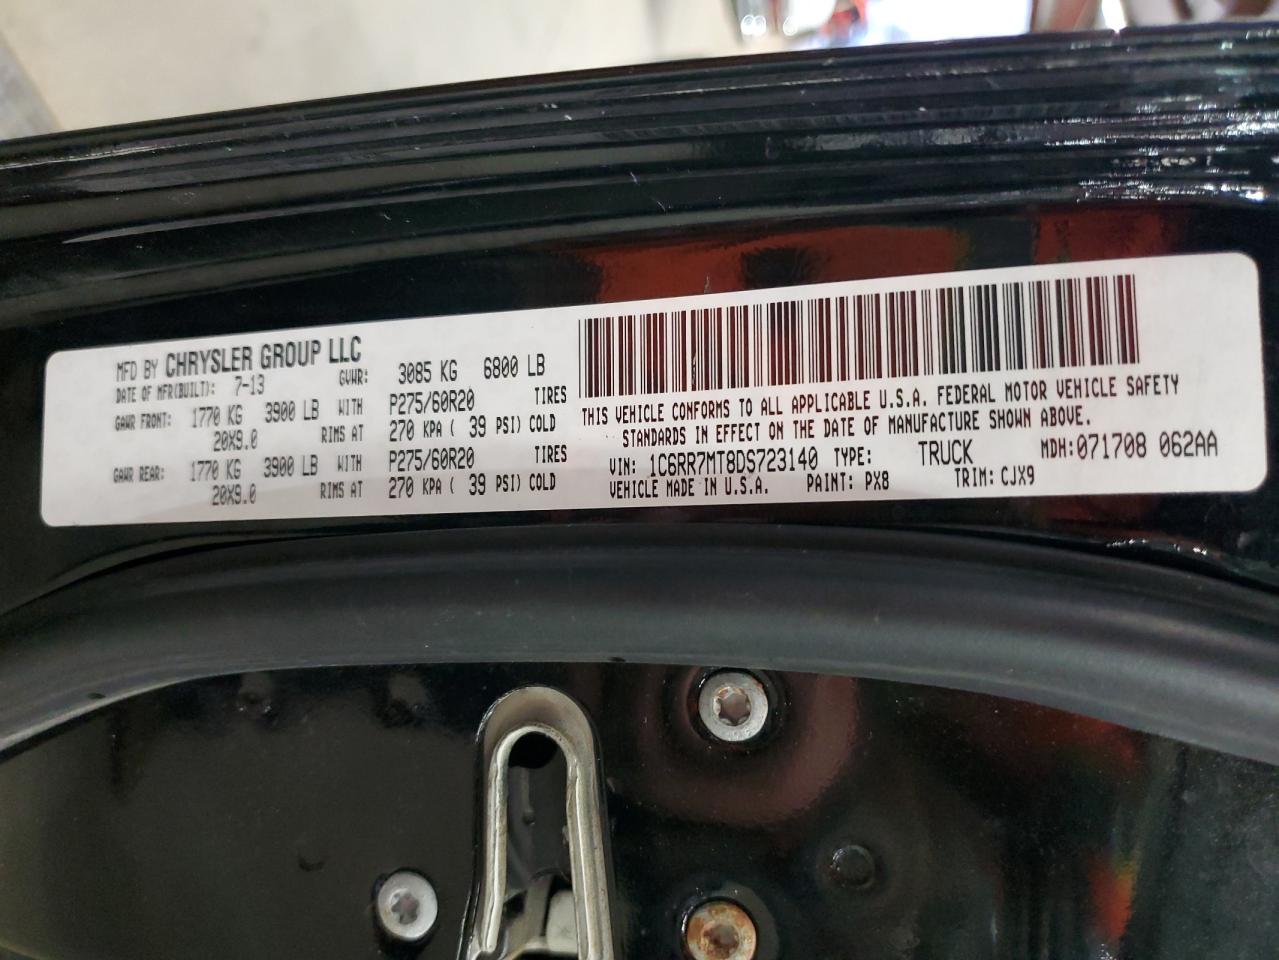 MFD BY CHRYSLER GROUP LLC
DATE OF MFR(BUILT): 7-13 GVWR: 3085 KG 6800 LB
GAWR FRONT: 1770 KG 3900 LB WITH P275/60R20 TIRES
20X9.0 RIMS AT 270 KPA ( 39 PSI) COLD
GAWR REAR: 1770 KG 3900 LB WITH P275/60R20 TIRES
20X9.0 RIMS AT 270 KPA ( 39 PSI) COLD
THIS VEHICLE CONFORMS TO ALL APPLICABLE U.S.A. FEDERAL MOTOR VEHICLE SAFETY
STANDARDS IN EFFECT ON THE DATE OF MANUFACTURE SHOWN ABOVE.
VIN: 1C6RR7MT8DS723140 TYPE: TRUCK MDH: 071708 062AA
VEHICLE MADE IN U.S.A. PAINT: PX8 TRIM: CJX9